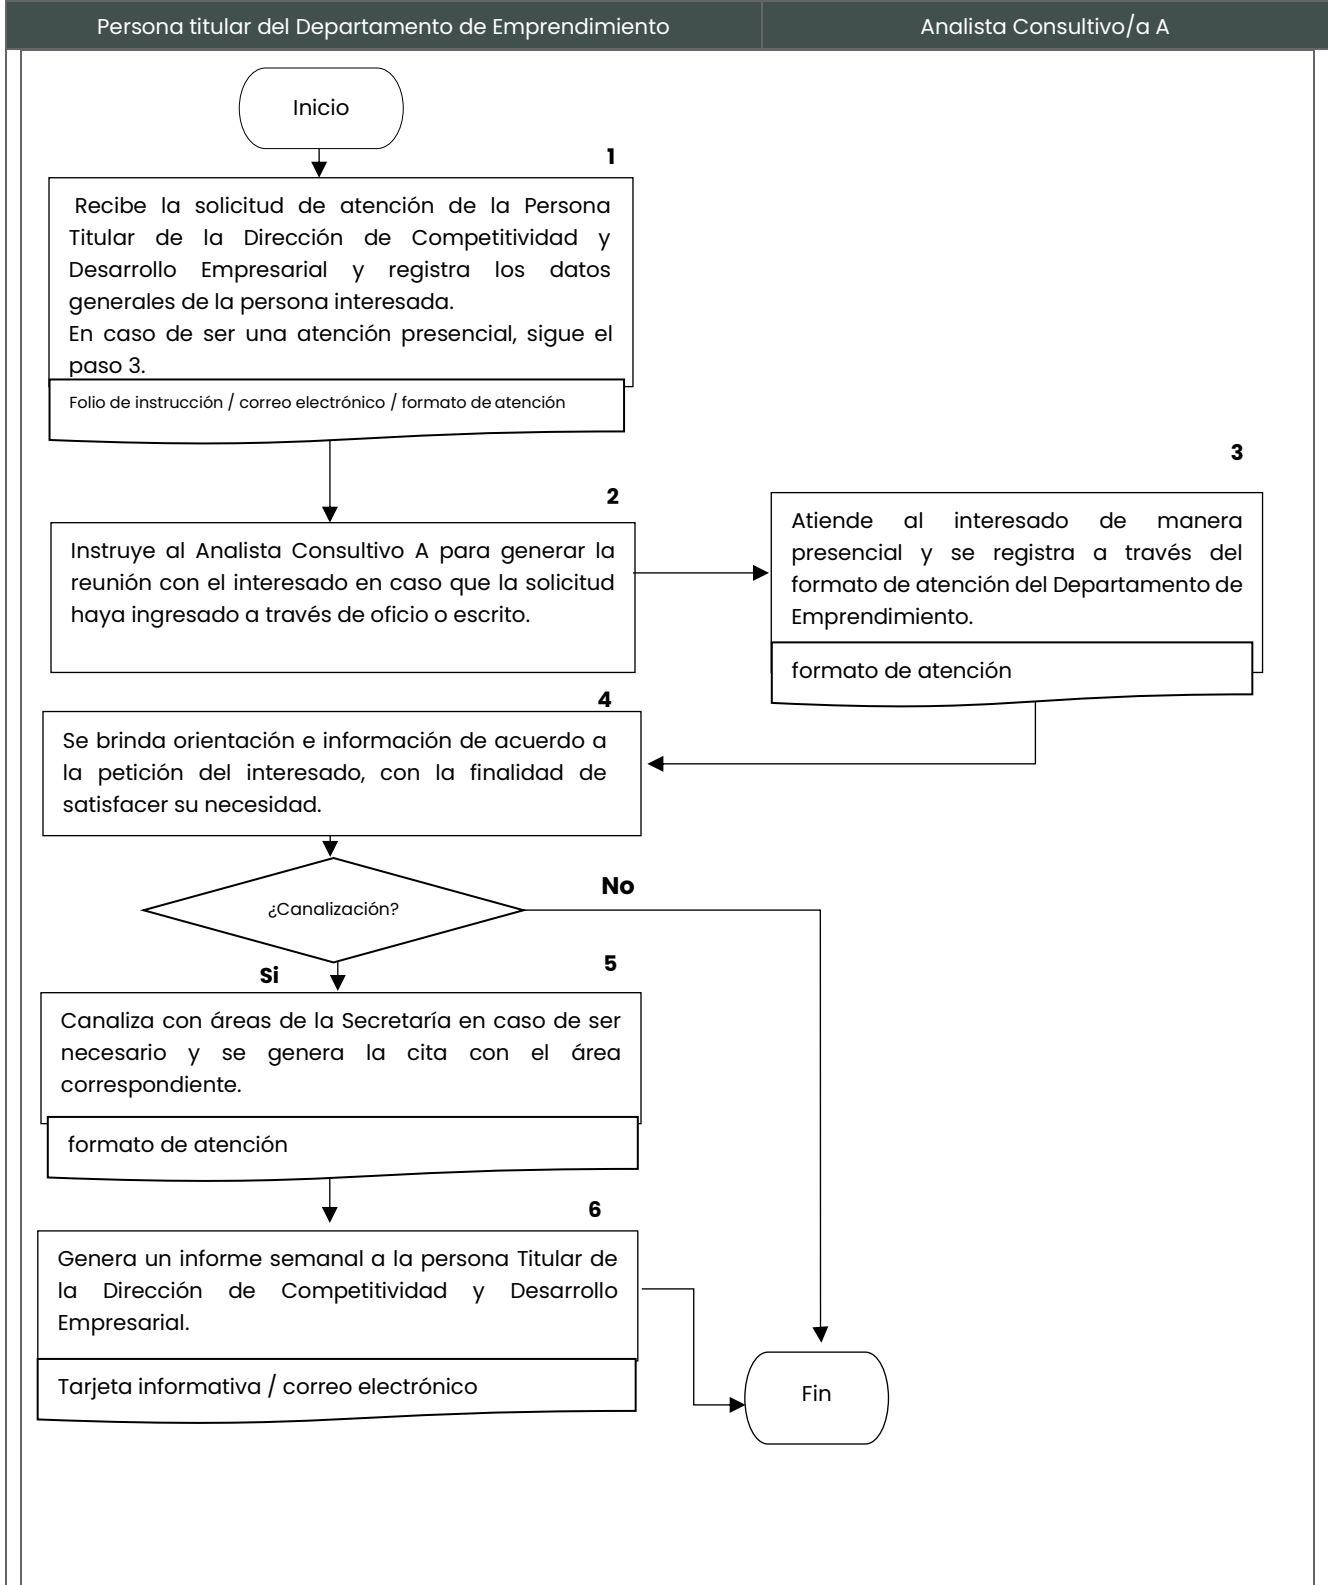 Persona titular del Departamento de Emprendimiento
Analista Consultivo/a A
Inicio
1
Recibe la solicitud de atención de la Persona
Titular de la Dirección de Competitividad y
Desarrollo Empresarial y registra los datos
generales de la persona interesada.
En caso de ser una atención presencial, sigue el
paso 3.
Folio de instrucción / correo electrónico / formato de atención
2
Instruye al Analista Consultivo A para generar la
reunión con el interesado en caso que la solicitud
haya ingresado a través de oficio o escrito.
3
Atiende al interesado de manera
presencial y se registra a través del
formato de atención del Departamento de
Emprendimiento.
formato de atención
4
Se brinda orientación e información de acuerdo a
la petición del interesado, con la finalidad de
satisfacer su necesidad.
¿Canalización?
No
Si
5
Canaliza con áreas de la Secretaría en caso de ser
necesario y se genera la cita con el área
correspondiente.
formato de atención
6
Genera un informe semanal a la persona Titular de
la Dirección de Competitividad y Desarrollo
Empresarial.
Tarjeta informativa / correo electrónico
Fin